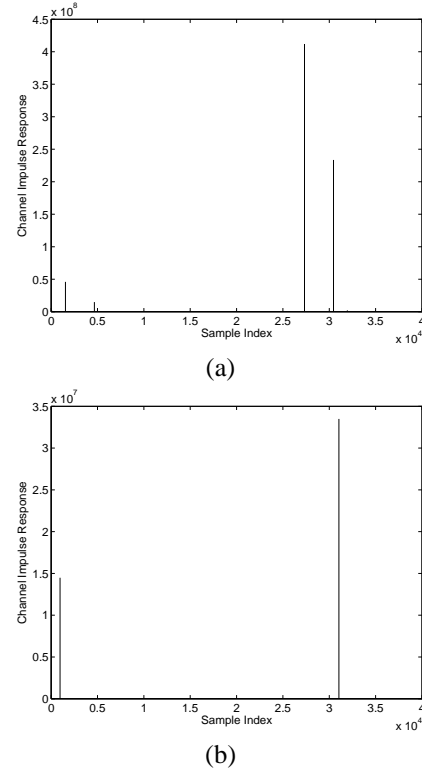 x 10^8
4.5
4
3.5
3
2.5
2
1.5
1
0.5
0
Channel Impulse Response
0 0.5 1 1.5 2 2.5 3 3.5 4
Sample Index
x 10^4
(a)
x 10^7
3.5
3
2.5
2
1.5
1
0.5
0
Channel Impulse Response
0 0.5 1 1.5 2 2.5 3 3.5 4
Sample Index
x 10^4
(b)